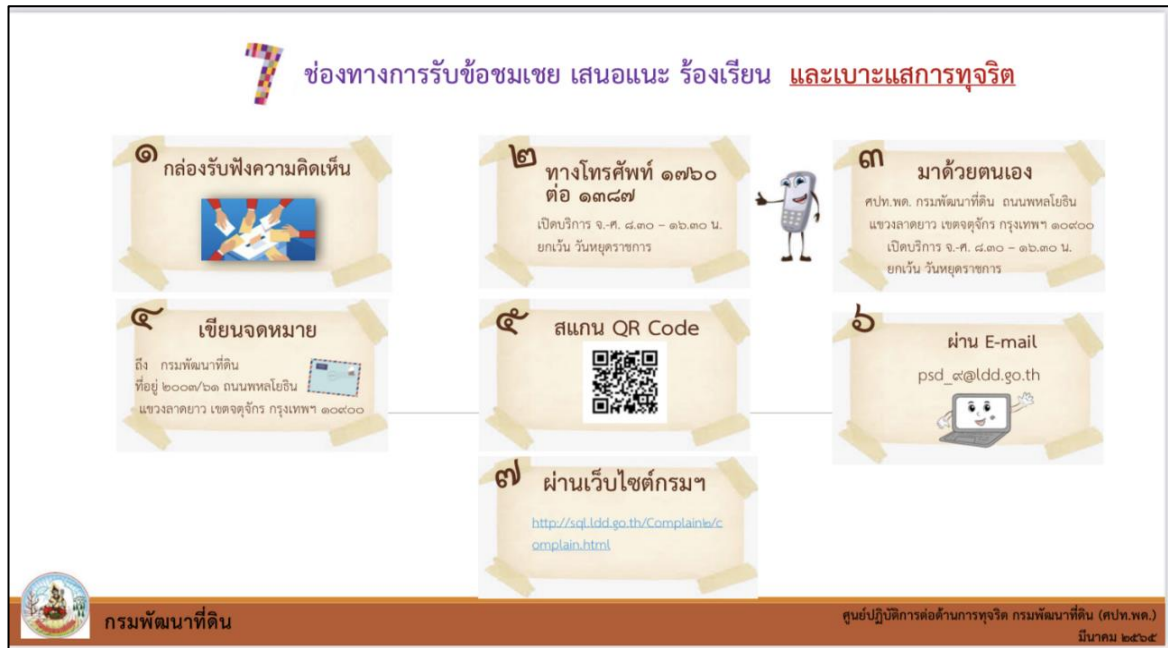 7 ช่องทางการรับข้อชมเชย เสนอแนะ ร้องเรียน และเบาะแสการทุจริต
๑
กล่องรับฟังความคิดเห็น
๒
ทางโทรศัพท์ ๑๗๖๐
ต่อ ๑๓๘๗
เปิดบริการ จ.-ศ. ๘.๓๐ – ๑๖.๓๐ น.
ยกเว้น วันหยุดราชการ
๓
มาด้วยตนเอง
ศปท.พด. กรมพัฒนาที่ดิน ถนนพหลโยธิน
แขวงลาดยาว เขตจตุจักร กรุงเทพฯ ๑๐๙๐๐
เปิดบริการ จ.-ศ. ๘.๓๐ – ๑๖.๓๐ น.
ยกเว้น วันหยุดราชการ
๔
เขียนจดหมาย
ถึง กรมพัฒนาที่ดิน
ที่อยู่ ๒๐๐๓/๖๑ ถนนพหลโยธิน
แขวงลาดยาว เขตจตุจักร กรุงเทพฯ ๑๐๙๐๐
๕
สแกน QR Code
๖
ผ่าน E-mail
psd_๙@ldd.go.th
๗
ผ่านเว็บไซต์กรมฯ
http://sql.ldd.go.th/Complain๒/c
omplain.html
กรมพัฒนาที่ดิน
ศูนย์ปฏิบัติการต่อต้านการทุจริต กรมพัฒนาที่ดิน (ศปท.พด.)
มีนาคม ๒๕๖๕